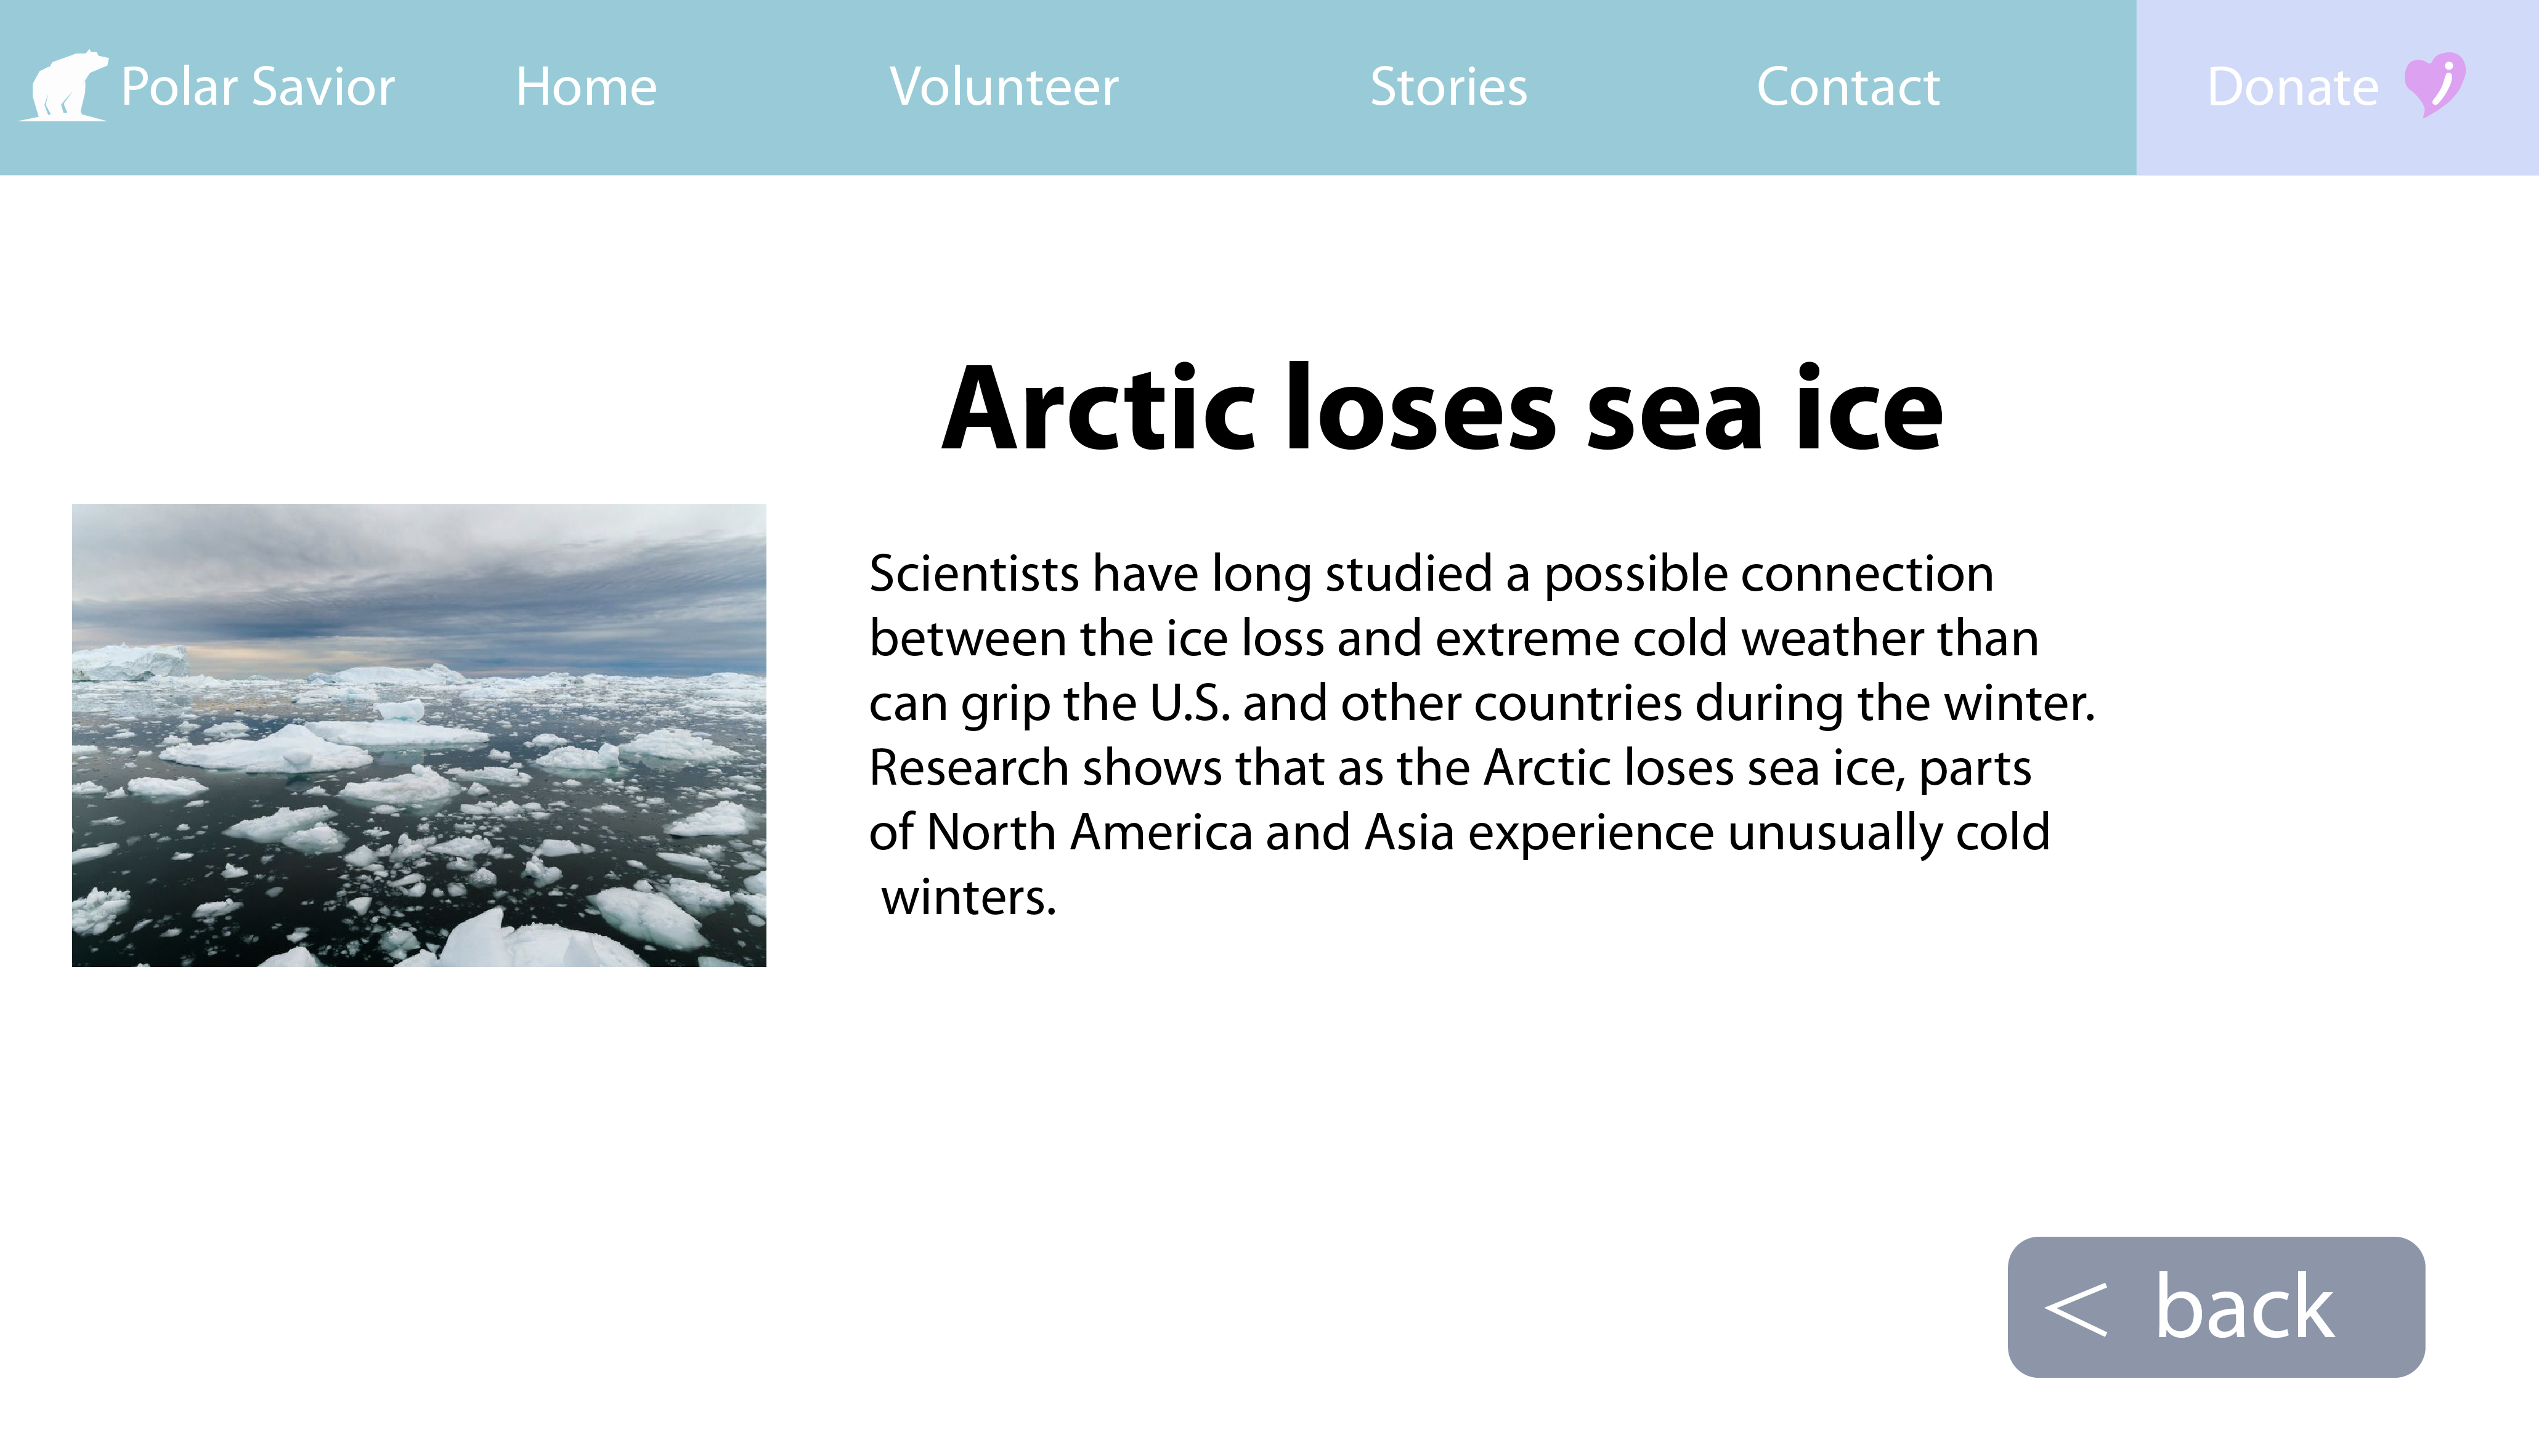 Polar Savior Home Volunteer Stories Contact Donate
Arctic loses sea ice
Scientists have long studied a possible connection
between the ice loss and extreme cold weather than
can grip the U.S. and other countries during the winter.
Research shows that as the Arctic loses sea ice, parts
of North America and Asia experience unusually cold
winters.
< back